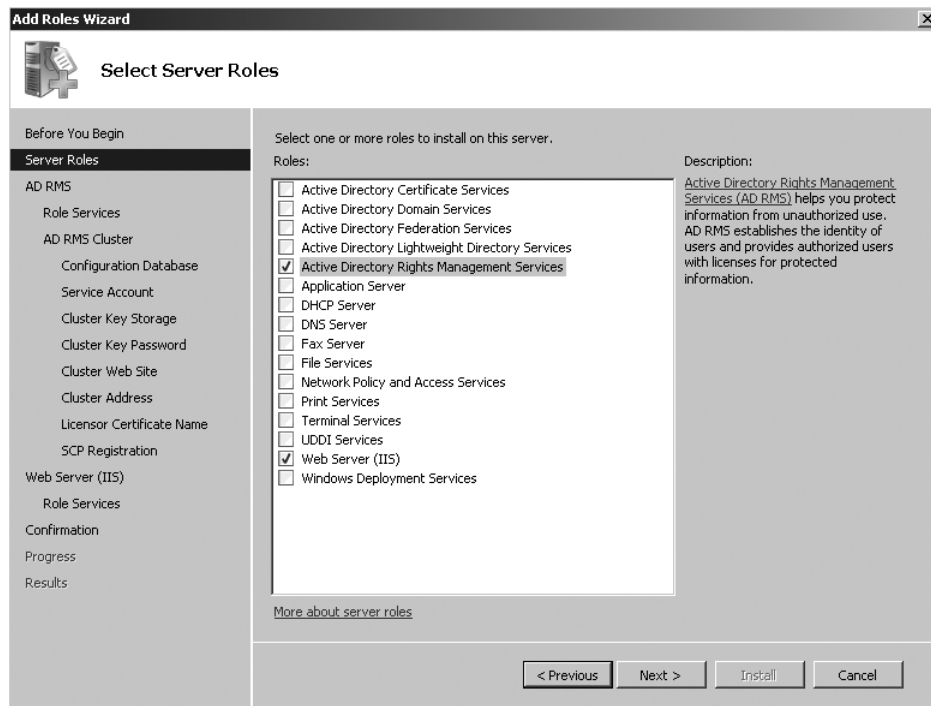 Add Roles Wizard
Select Server Roles
Before You Begin
Server Roles
AD RMS
Role Services
AD RMS Cluster
Configuration Database
Service Account
Cluster Key Storage
Cluster Key Password
Cluster Web Site
Cluster Address
Licensor Certificate Name
SCP Registration
Web Server (IIS)
Role Services
Confirmation
Progress
Results
Select one or more roles to install on this server.
Roles:
Active Directory Certificate Services
Active Directory Domain Services
Active Directory Federation Services
Active Directory Lightweight Directory Services
Active Directory Rights Management Services
Application Server
DHCP Server
DNS Server
Fax Server
File Services
Network Policy and Access Services
Print Services
Terminal Services
UDDI Services
Web Server (IIS)
Windows Deployment Services
More about server roles
Description:
Active Directory Rights Management
Services (AD RMS) helps you protect
information from unauthorized use.
AD RMS establishes the identity of
users and provides authorized users
with licenses for protected
information.
< Previous
Next >
Install
Cancel